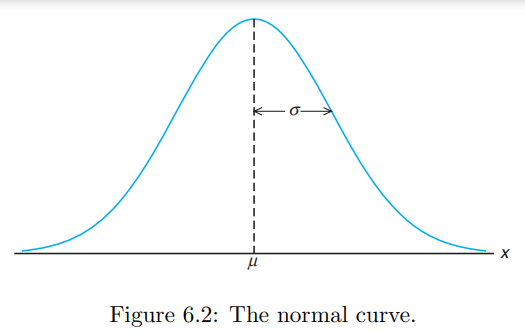 σ
x
μ
Figure 6.2: The normal curve.